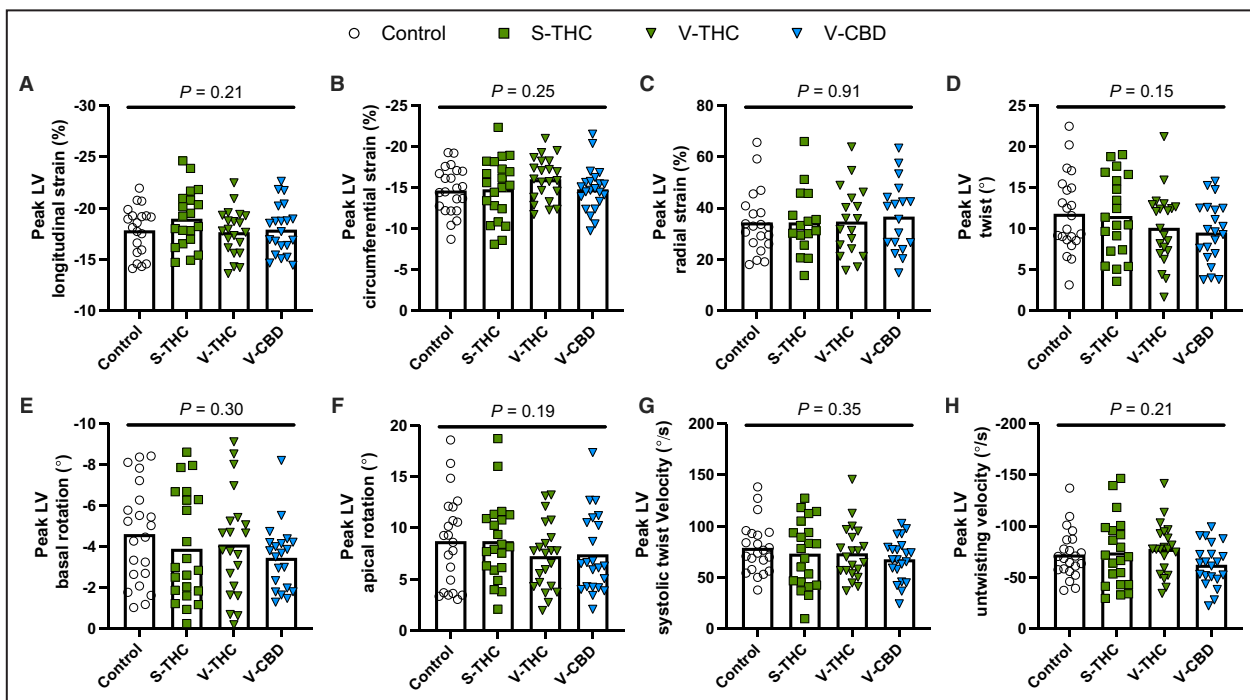 Control S-THC V-THC V-CBD
A
P = 0.21
Peak LV
longitudinal strain (%)
-30
-25
-20
-15
-10
Control S-THC V-THC V-CBD
B
P = 0.25
Peak LV
circumferential strain (%)
-25
-20
-15
-10
-5
0
Control S-THC V-THC V-CBD
C
P = 0.91
Peak LV
radial strain (%)
80
60
40
20
0
Control S-THC V-THC V-CBD
D
P = 0.15
Peak LV
twist (°)
25
20
15
10
5
0
Control S-THC V-THC V-CBD
E
P = 0.30
Peak LV
basal rotation (°)
-10
-8
-6
-4
-2
0
Control S-THC V-THC V-CBD
F
P = 0.19
Peak LV
apical rotation (°)
20
15
10
5
0
Control S-THC V-THC V-CBD
G
P = 0.35
Peak LV
systolic twist Velocity (°/s)
200
150
100
50
0
Control S-THC V-THC V-CBD
H
P = 0.21
Peak LV
untwisting velocity (°/s)
-200
-150
-100
-50
0
Control S-THC V-THC V-CBD